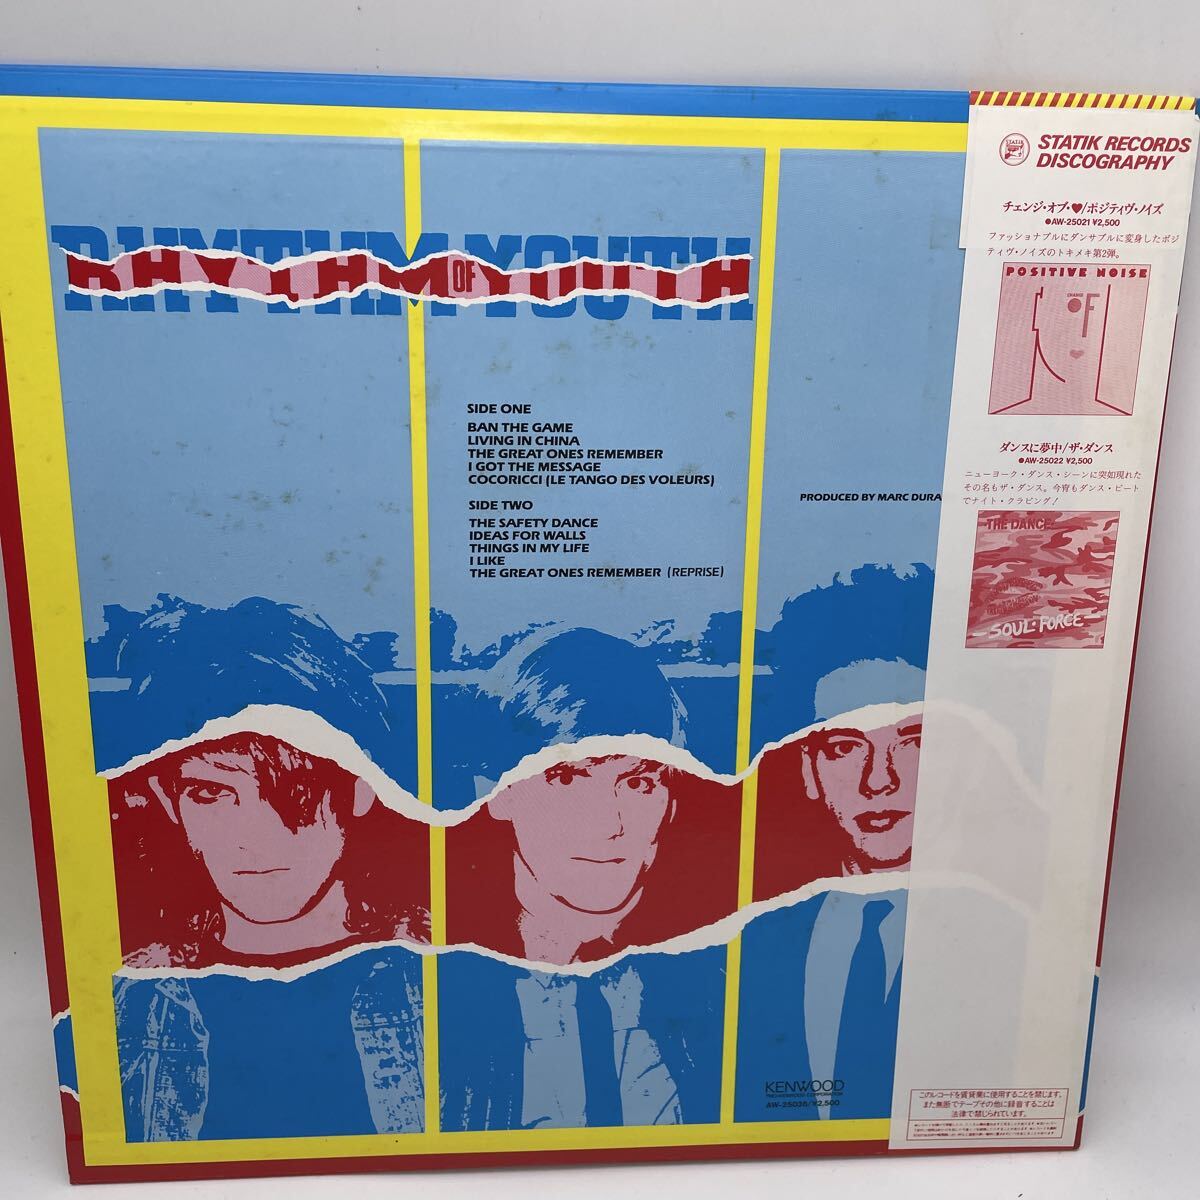 RHYTHM OF YOUTH
SIDE ONE
BAN THE GAME
LIVING IN CHINA
THE GREAT ONES REMEMBER
I GOT THE MESSAGE
COCORICCI (LE TANGO DES VOLEURS)
SIDE TWO
THE SAFETY DANCE
IDEAS FOR WALLS
THINGS IN MY LIFE
I LIKE
THE GREAT ONES REMEMBER (REPRISE)
PRODUCED BY MARC DURA
KENWOOD
TRIO-KENWOOD CORPORATION
AW-25035/¥2,500
STATIK
STATIK RECORDS
DISCOGRAPHY
チェンジ・オブ・♥/ポジティヴ・ノイズ
●AW-25021 ¥2,500
ファッショナブルにダンサブルに変身したポジ
ティヴ・ノイズのトキメキ第2弾。
POSITIVE NOISE
CHANGE
OF
♥
ダンスに夢中/ザ・ダンス
●AW-25022 ¥2,500
ニューヨーク・ダンス・シーンに突如現れた
その名もザ・ダンス。今宵もダンス・ビート
でナイト・クラビング!
THE DANCE
SOUL・FORCE
このレコードを賃貸業に使用することを禁じます。
また無断でテープその他に録音することは
法律で禁じられています。